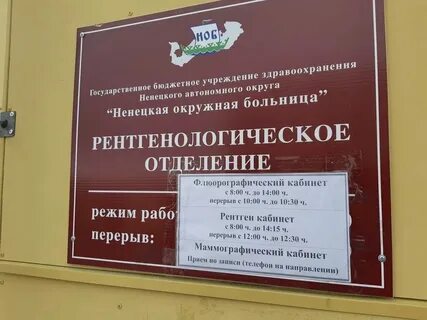 НОБ
Государственное бюджетное учреждение здравоохранения
Ненецкого автономного округа
“Ненецкая окружная больница”
РЕНТГЕНОЛОГИЧЕСКОЕ
ОТДЕЛЕНИЕ
режим рабо
перерыв:
Флюорографический кабинет
с 8:00 ч. до 14:00 ч.
перерыв с 10:00 ч. до 10:30 ч.
Рентген кабинет
с 8:00 ч. до 14:15 ч.
перерыв с 12:00 ч. до 12:30 ч.
Маммографический кабинет
Прием по записи (телефон на направлении)